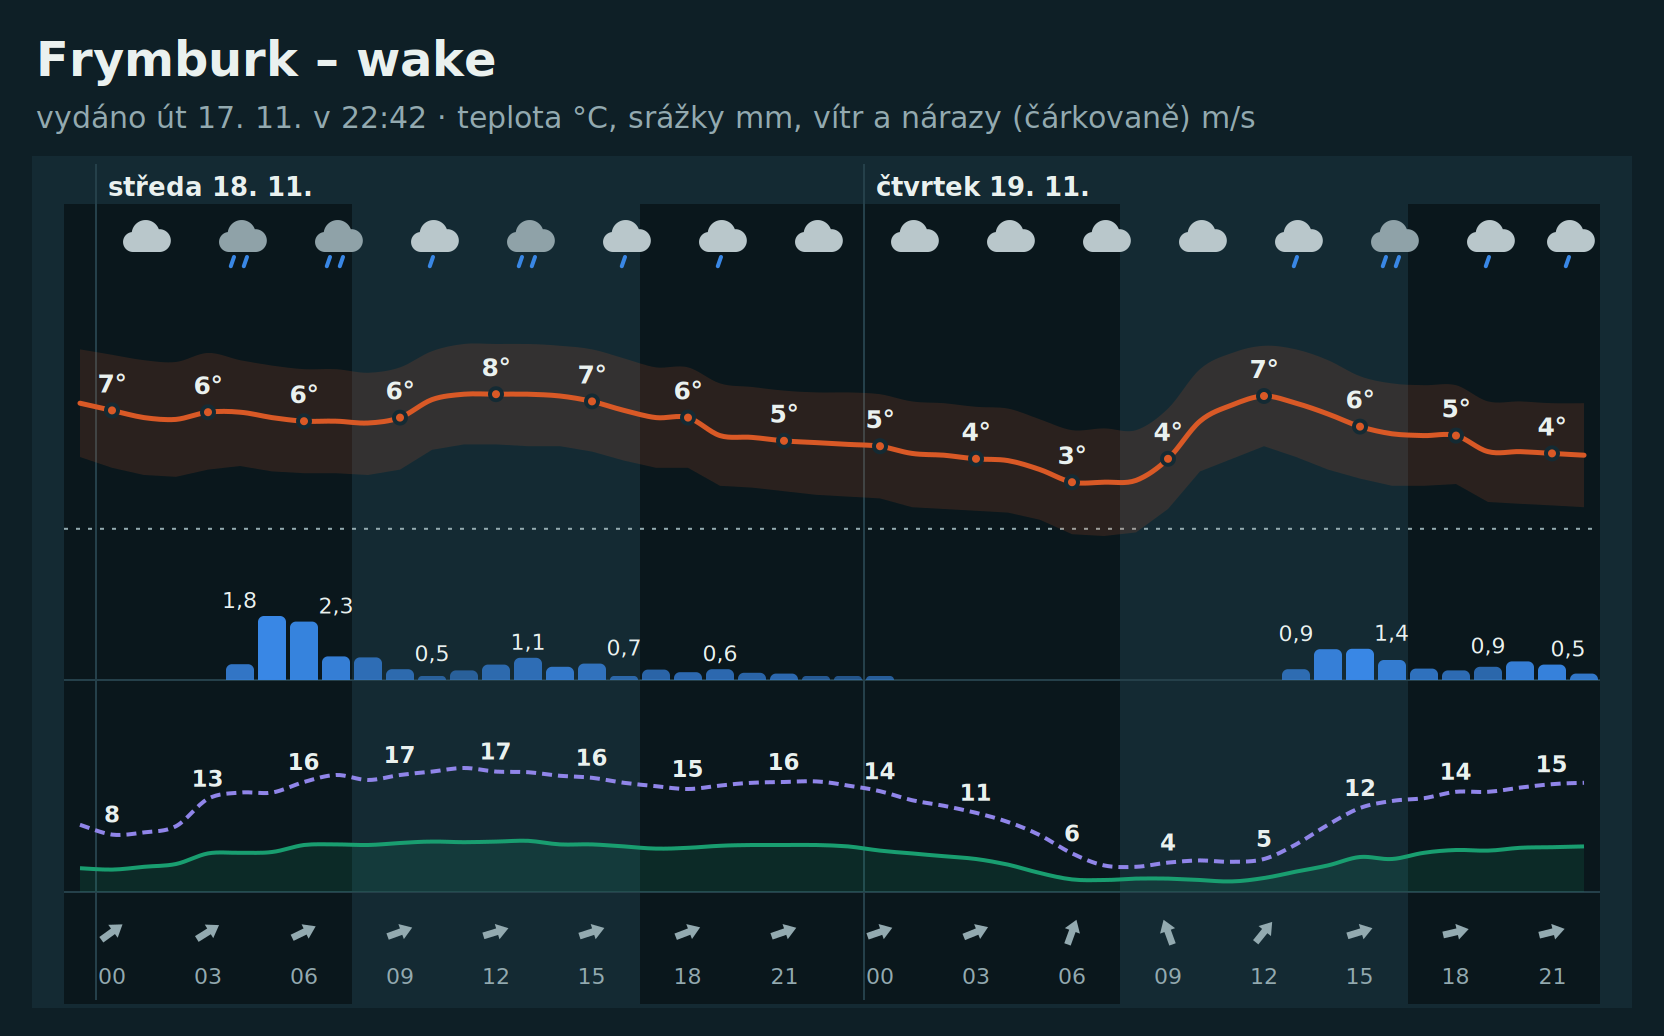 Frymburk – wake
vydáno út 17. 11. v 22:42 · teplota °C, srážky mm, vítr a nárazy (čárkovaně) m/s
středa 18. 11. čtvrtek 19. 11.
7° 6° 6° 6° 8° 7° 6° 5° 5° 4° 3° 4° 7° 6° 5° 4°
1,8 2,3 0,5 1,1 0,7 0,6 0,9 1,4 0,9 0,5
8 13 16 17 17 16 15 16 14 11 6 4 5 12 14 15
00 03 06 09 12 15 18 21 00 03 06 09 12 15 18 21